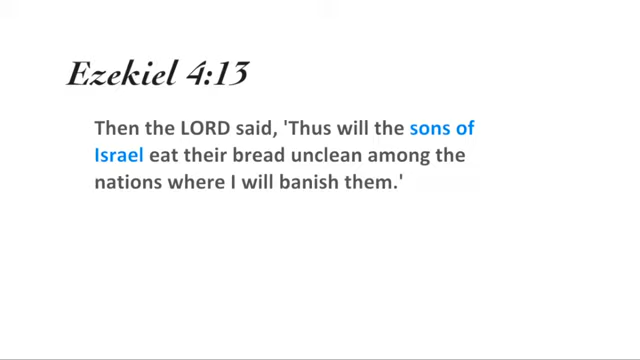 Ezekiel 4:13
Then the LORD said, 'Thus will the sons of
Israel eat their bread unclean among the
nations where I will banish them.'